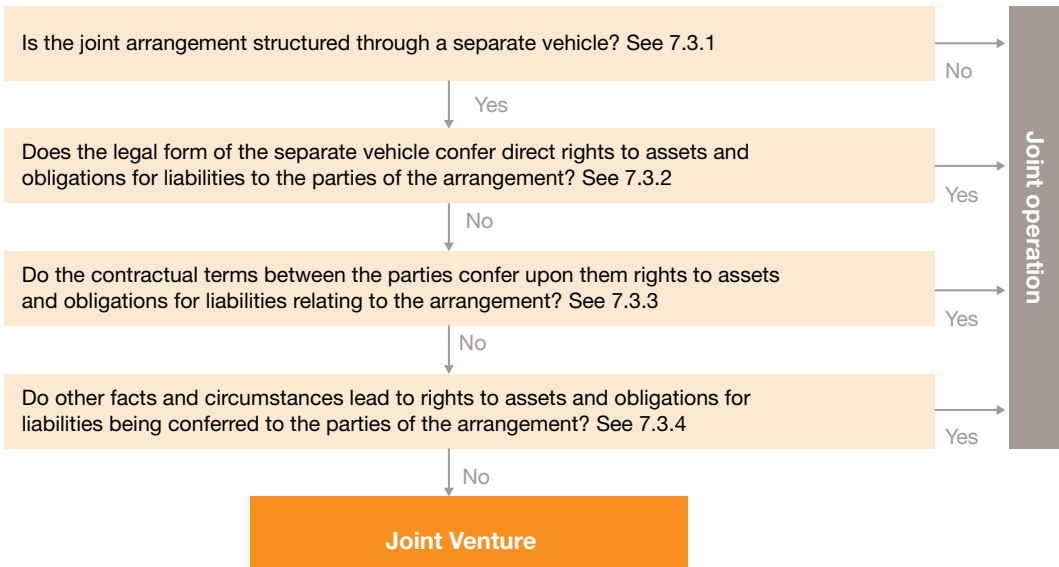 Is the joint arrangement structured through a separate vehicle? See 7.3.1
No
Yes
Does the legal form of the separate vehicle confer direct rights to assets and
obligations for liabilities to the parties of the arrangement? See 7.3.2
Yes
No
Do the contractual terms between the parties confer upon them rights to assets
and obligations for liabilities relating to the arrangement? See 7.3.3
Yes
No
Do other facts and circumstances lead to rights to assets and obligations for
liabilities being conferred to the parties of the arrangement? See 7.3.4
Yes
No
Joint operation
Joint Venture